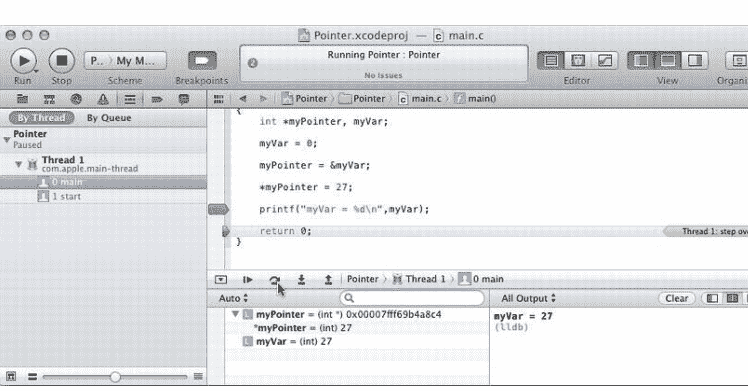 Pointer.xcodeproj — main.c
Running Pointer : Pointer
No Issues
P.. My M...
Run Stop Scheme Breakpoints Editor View Organi
Pointer Pointer main.c main()
By Thread By Queue
Pointer
Paused
Thread 1
com.apple.main-thread
0 main
1 start
{
int *myPointer, myVar;
myVar = 0;
myPointer = &myVar;
*myPointer = 27;
printf("myVar = %d\n",myVar);
return 0;
Thread 1: step ov
}
Pointer Thread 1 0 main
Auto
All Output
Clear
myPointer = (int *) 0x00007fff69b4a8c4
*myPointer = (int) 27
myVar = (int) 27
myVar = 27
(lldb)